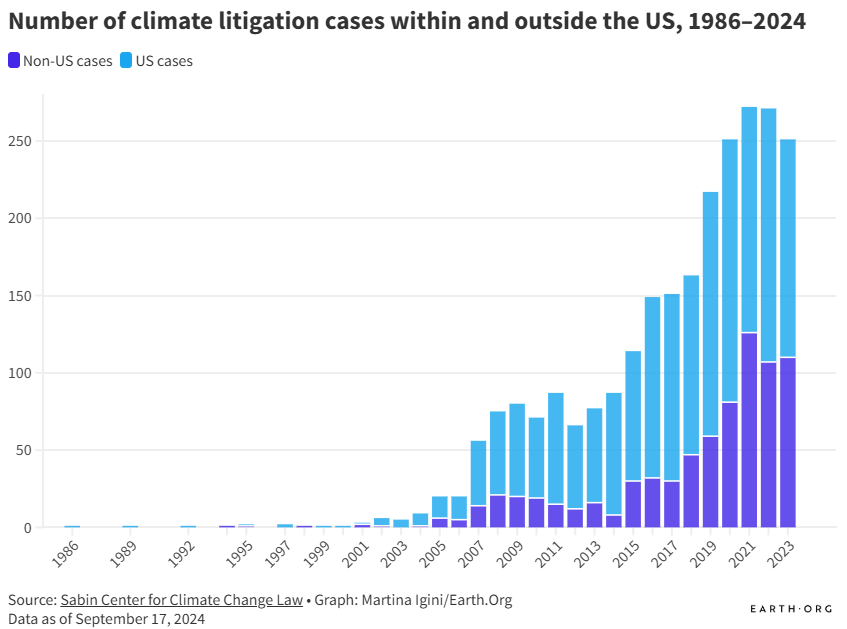 Number of climate litigation cases within and outside the US, 1986–2024
Non-US cases US cases
250
200
150
100
50
0
1986 1989 1992 1995 1997 1999 2001 2003 2005 2007 2009 2011 2013 2015 2017 2019 2021 2023
Source: Sabin Center for Climate Change Law • Graph: Martina Igini/Earth.Org
Data as of September 17, 2024
EARTH·ORG